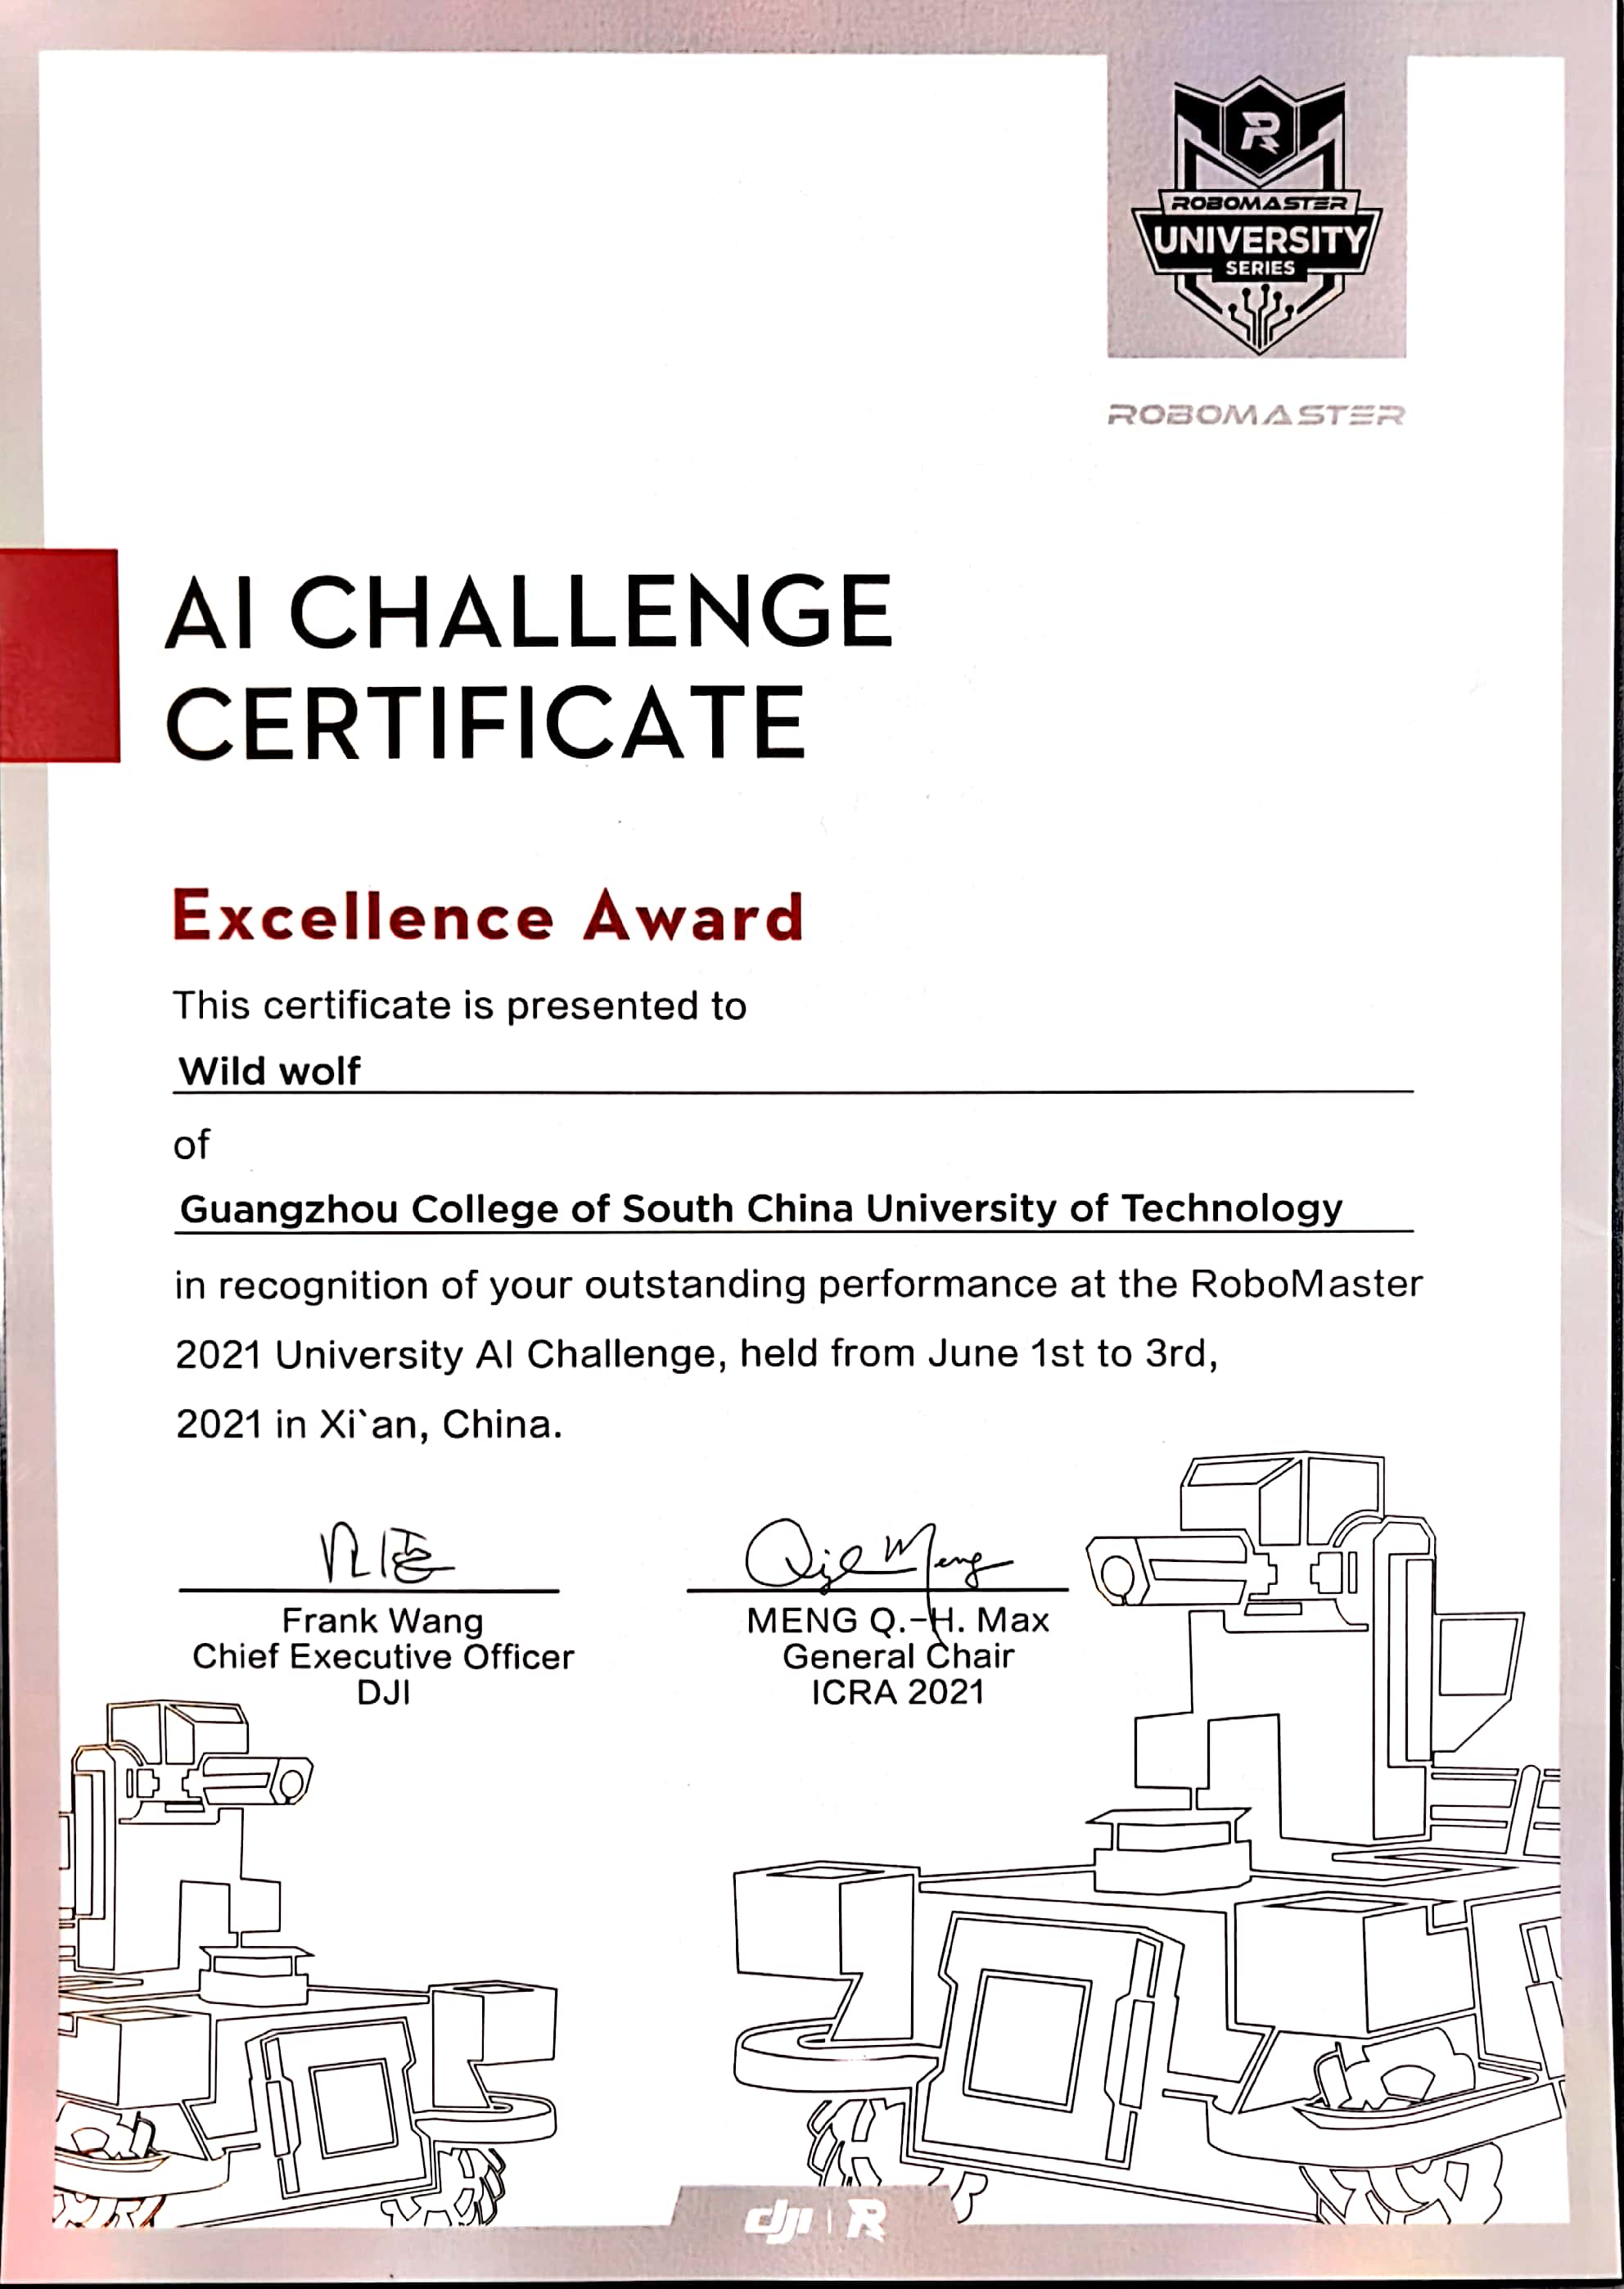 R
ROBOMASTER
UNIVERSITY
SERIES
ROBOMASTER
AI CHALLENGE
CERTIFICATE
Excellence Award
This certificate is presented to
Wild wolf
of
Guangzhou College of South China University of Technology
in recognition of your outstanding performance at the RoboMaster
2021 University AI Challenge, held from June 1st to 3rd,
2021 in Xi`an, China.
Frank Wang
Chief Executive Officer
DJI
MENG Q.-H. Max
General Chair
ICRA 2021
dji R